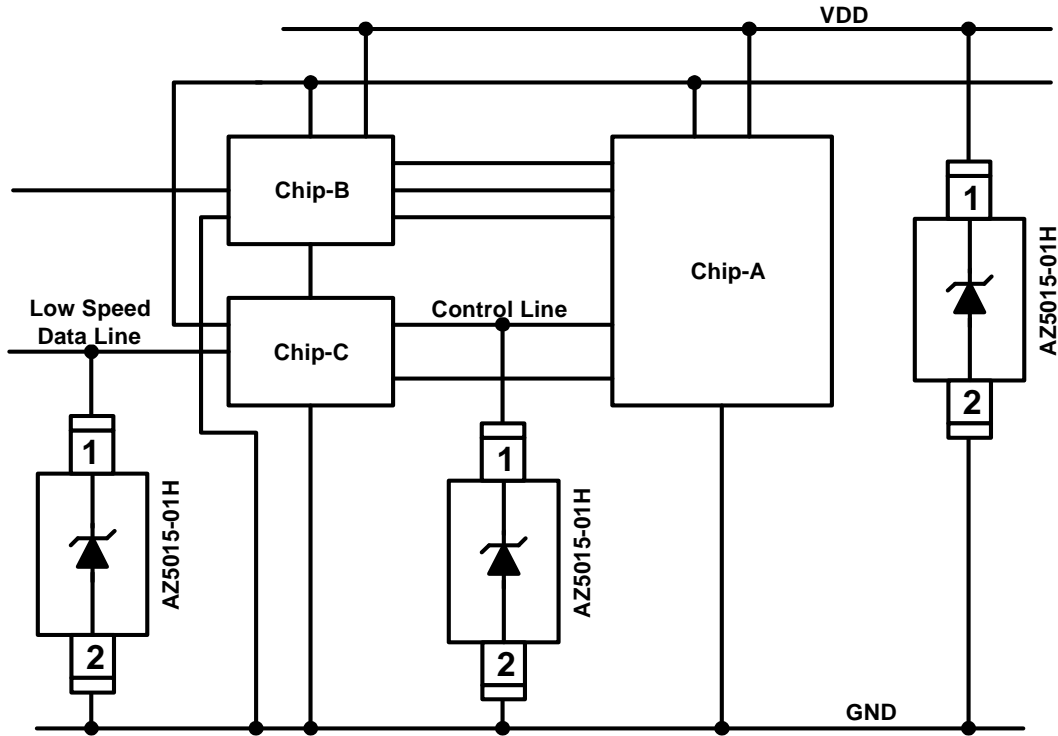 VDD
Chip-B
1
Chip-A
AZ5015-01H
Low Speed
Data Line
Control Line
Chip-C
2
1
AZ5015-01H
1
AZ5015-01H
2
2
GND